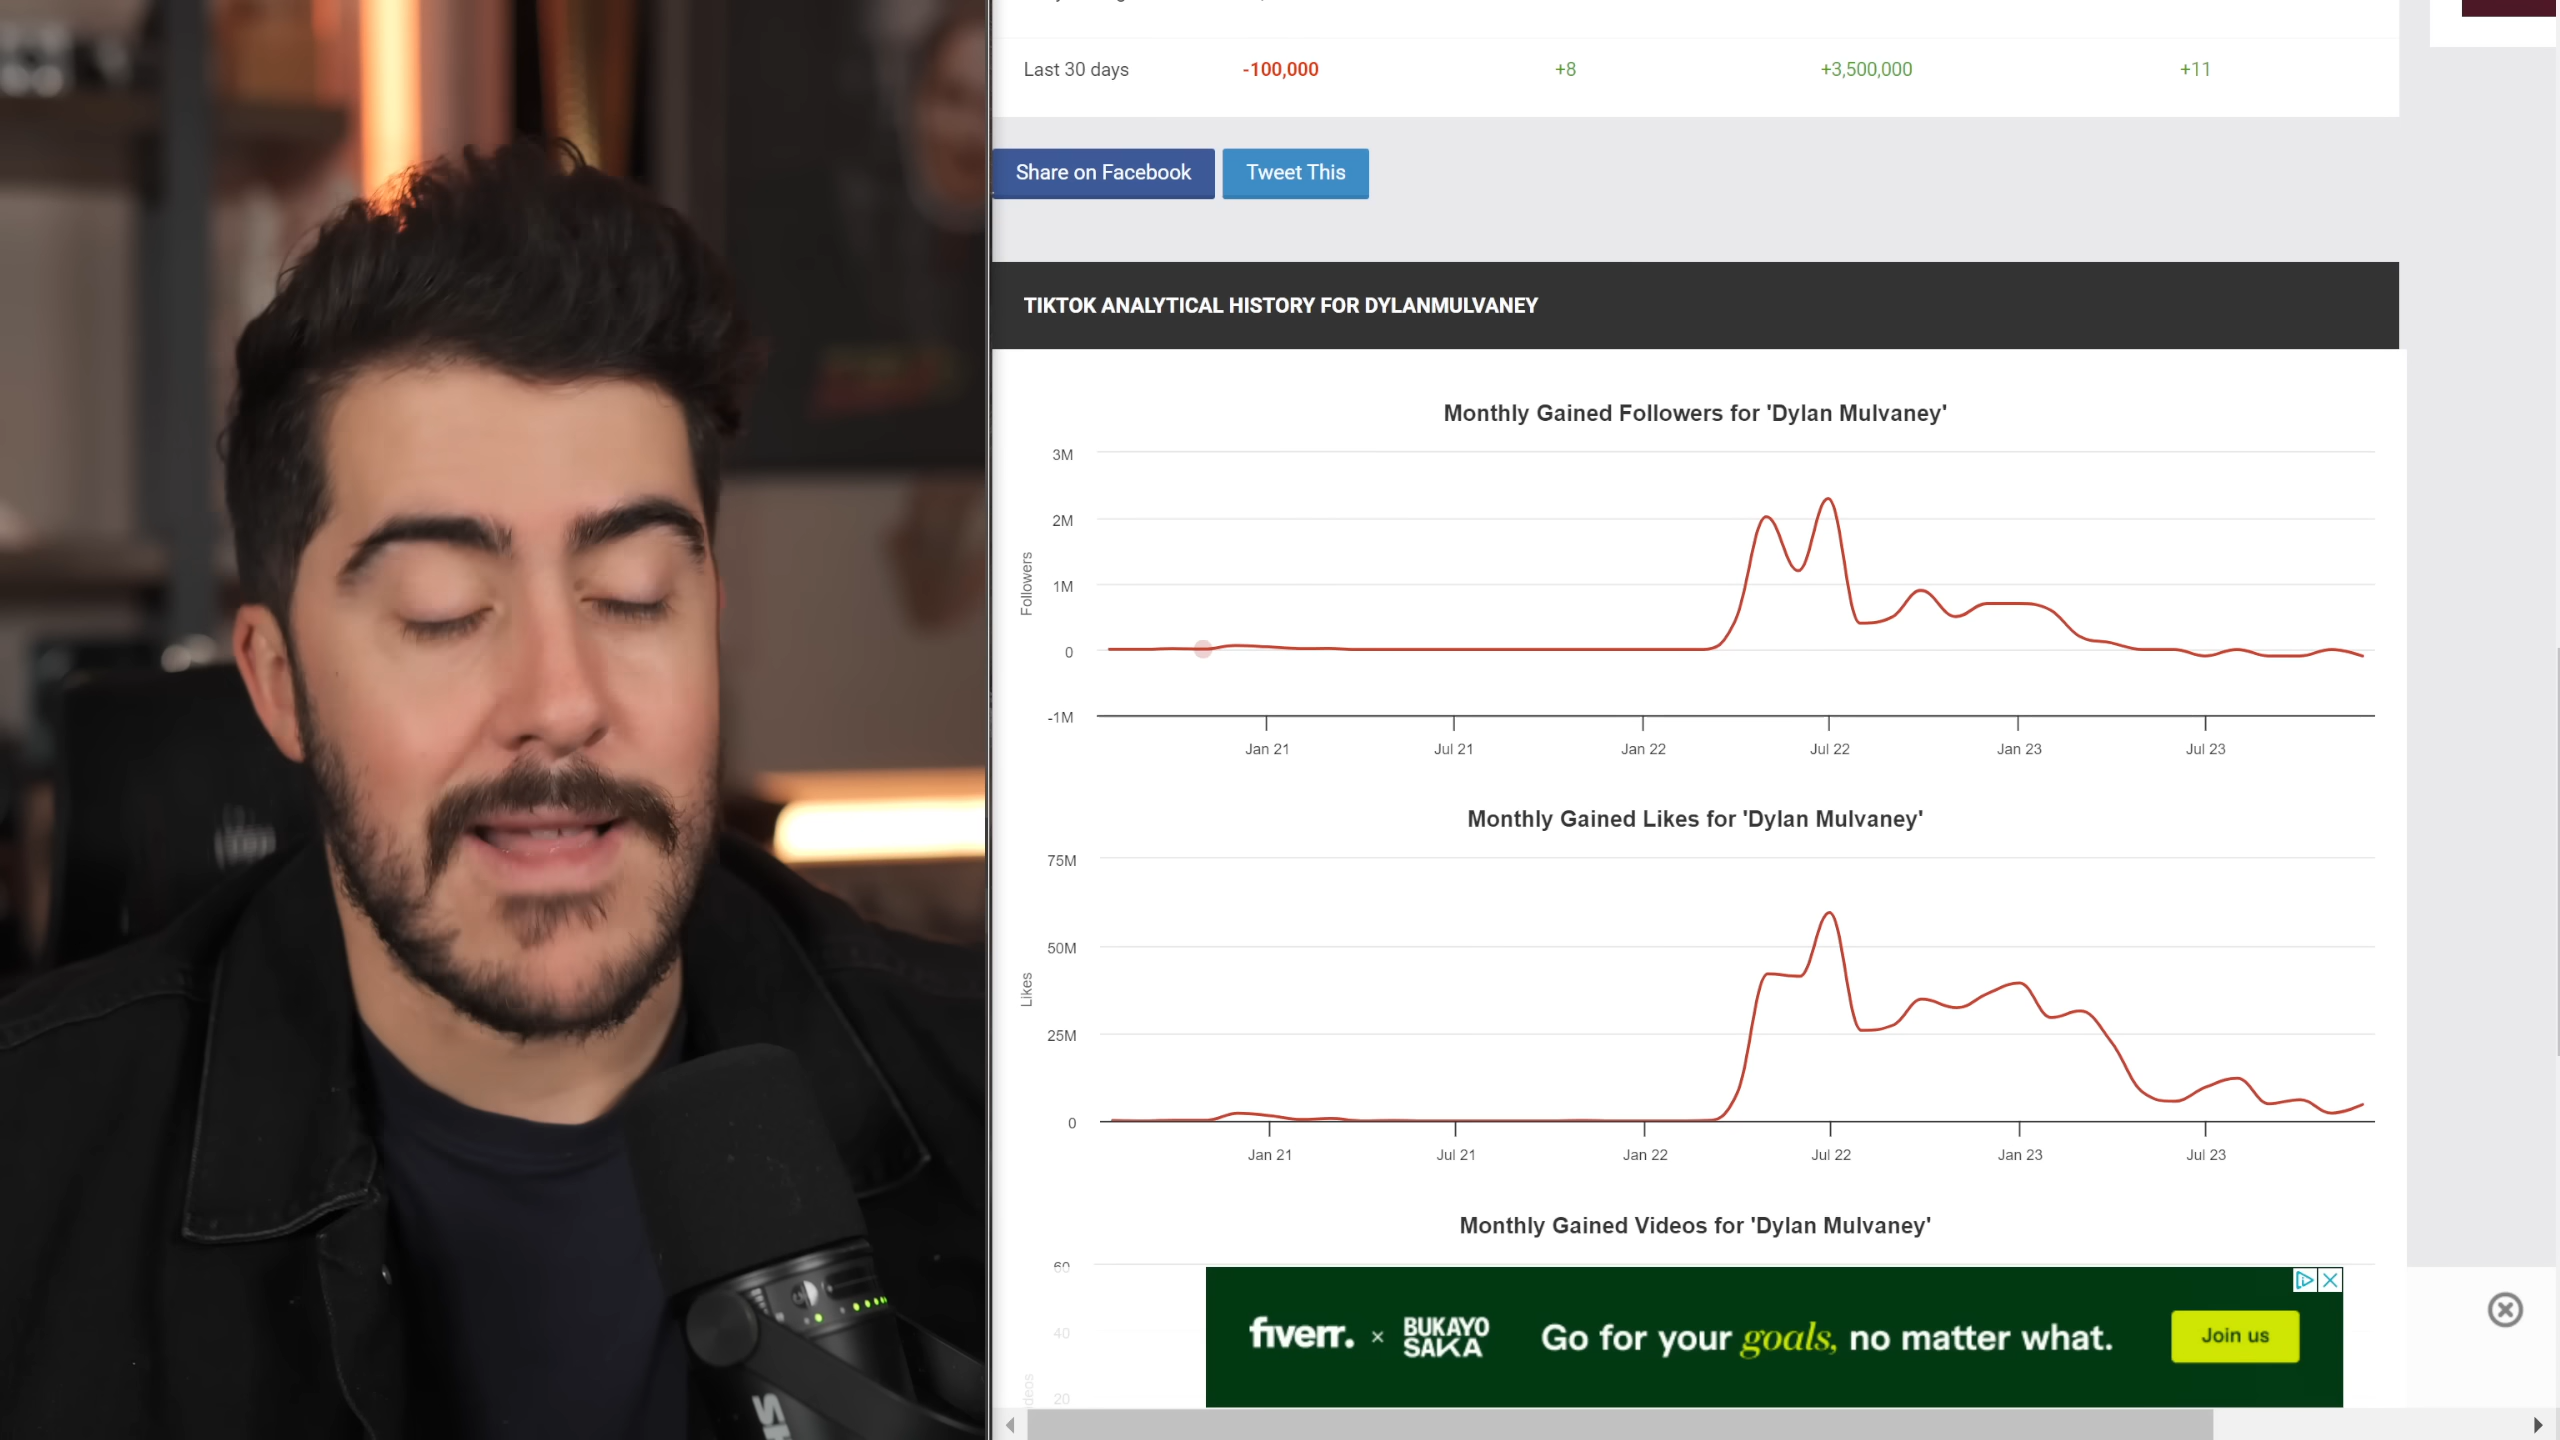 Last 30 days -100,000 +8 +3,500,000 +11
Share on Facebook Tweet This
TIKTOK ANALYTICAL HISTORY FOR DYLANMULVANEY
Monthly Gained Followers for 'Dylan Mulvaney'
3M
2M
1M
0
-1M
Followers
Jan 21 Jul 21 Jan 22 Jul 22 Jan 23 Jul 23
Monthly Gained Likes for 'Dylan Mulvaney'
75M
50M
25M
0
Likes
Jan 21 Jul 21 Jan 22 Jul 22 Jan 23 Jul 23
Monthly Gained Videos for 'Dylan Mulvaney'
60
40
20
fiverr. × BUKAYO SAKA Go for your goals, no matter what. Join us